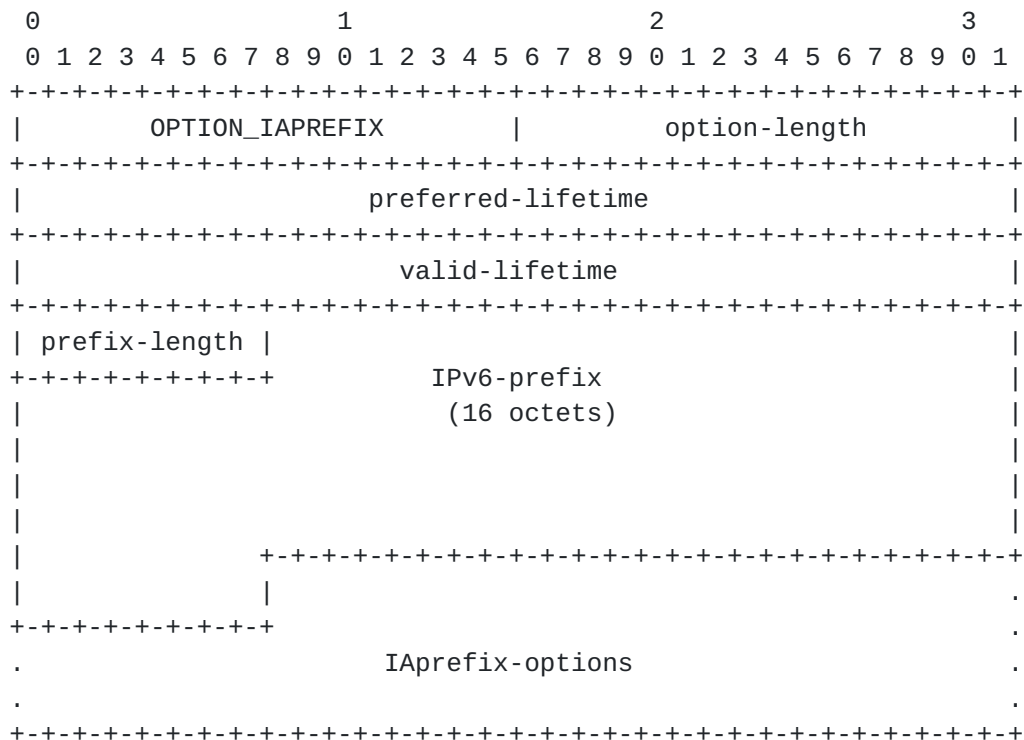 0                   1                   2                   3
 0 1 2 3 4 5 6 7 8 9 0 1 2 3 4 5 6 7 8 9 0 1 2 3 4 5 6 7 8 9 0 1
+-+-+-+-+-+-+-+-+-+-+-+-+-+-+-+-+-+-+-+-+-+-+-+-+-+-+-+-+-+-+-+-+
|        OPTION_IAPREFIX        |         option-length         |
+-+-+-+-+-+-+-+-+-+-+-+-+-+-+-+-+-+-+-+-+-+-+-+-+-+-+-+-+-+-+-+-+
|                      preferred-lifetime                       |
+-+-+-+-+-+-+-+-+-+-+-+-+-+-+-+-+-+-+-+-+-+-+-+-+-+-+-+-+-+-+-+-+
|                        valid-lifetime                         |
+-+-+-+-+-+-+-+-+-+-+-+-+-+-+-+-+-+-+-+-+-+-+-+-+-+-+-+-+-+-+-+-+
| prefix-length |                                               |
+-+-+-+-+-+-+-+-+          IPv6-prefix                          |
|                           (16 octets)                         |
|                                                               |
|                                                               |
|                                                               |
|               +-+-+-+-+-+-+-+-+-+-+-+-+-+-+-+-+-+-+-+-+-+-+-+-+
|               |                                               .
+-+-+-+-+-+-+-+-+                                               .
.                       IAprefix-options                        .
.                                                               .
+-+-+-+-+-+-+-+-+-+-+-+-+-+-+-+-+-+-+-+-+-+-+-+-+-+-+-+-+-+-+-+-+